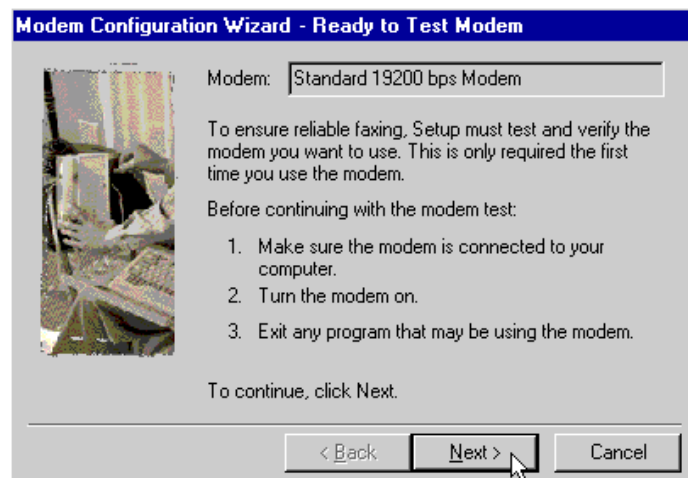 Modem Configuration Wizard - Ready to Test Modem
Modem: Standard 19200 bps Modem
To ensure reliable faxing, Setup must test and verify the
modem you want to use. This is only required the first
time you use the modem.
Before continuing with the modem test:
1. Make sure the modem is connected to your
computer.
2. Turn the modem on.
3. Exit any program that may be using the modem.
To continue, click Next.
< Back Next > Cancel